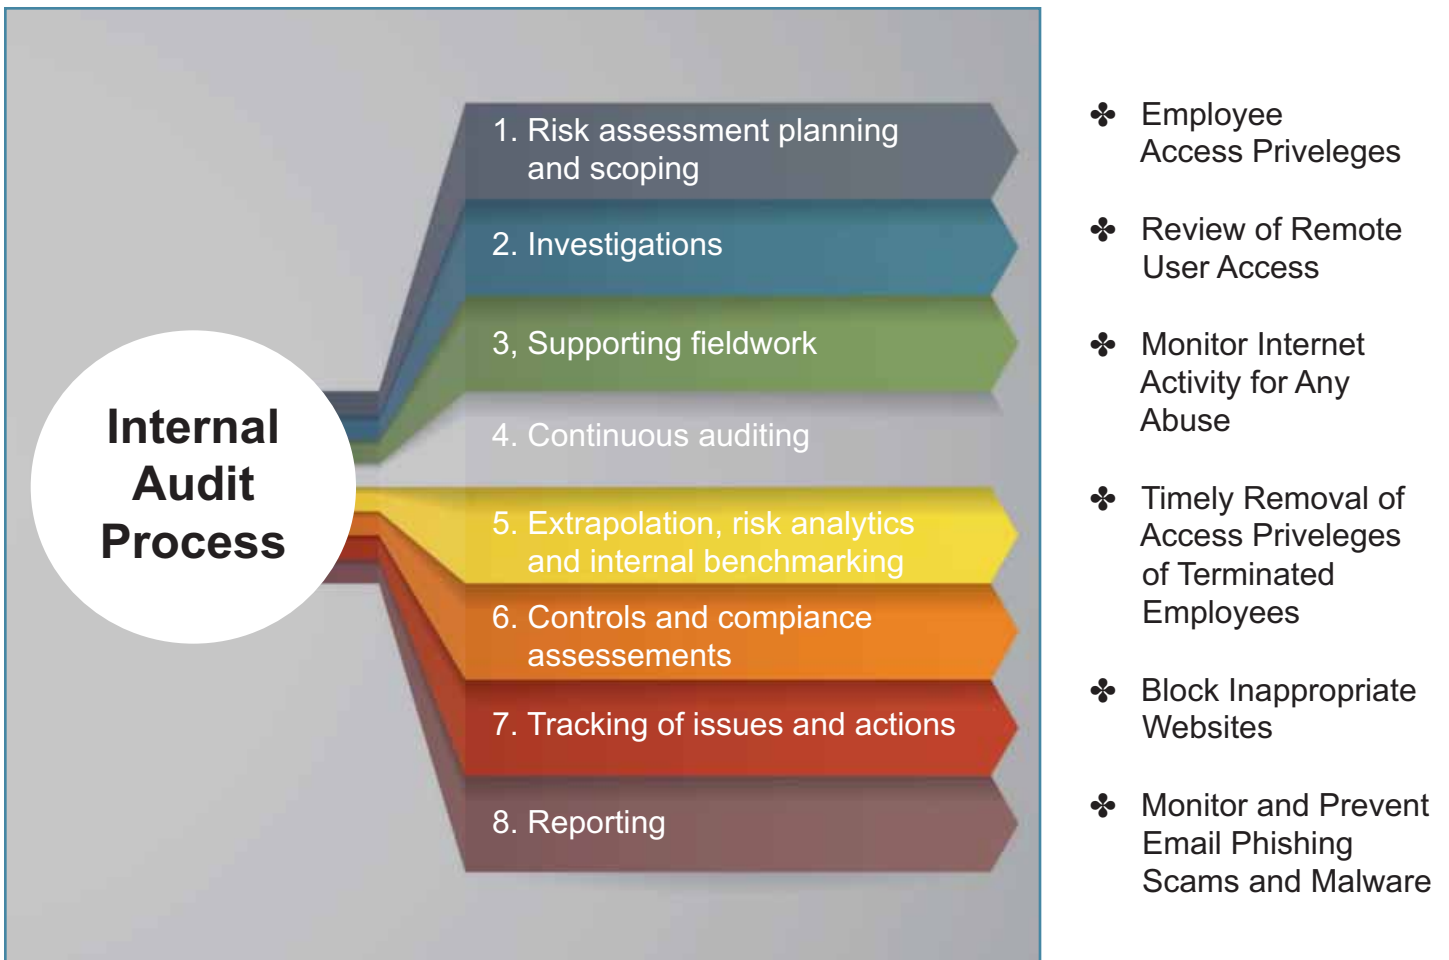 Internal
Audit
Process
1. Risk assessment planning
and scoping
2. Investigations
3, Supporting fieldwork
4. Continuous auditing
5. Extrapolation, risk analytics
and internal benchmarking
6. Controls and compiance
assessements
7. Tracking of issues and actions
8. Reporting
✤ Employee
Access Priveleges
✤ Review of Remote
User Access
✤ Monitor Internet
Activity for Any
Abuse
✤ Timely Removal of
Access Priveleges
of Terminated
Employees
✤ Block Inappropriate
Websites
✤ Monitor and Prevent
Email Phishing
Scams and Malware